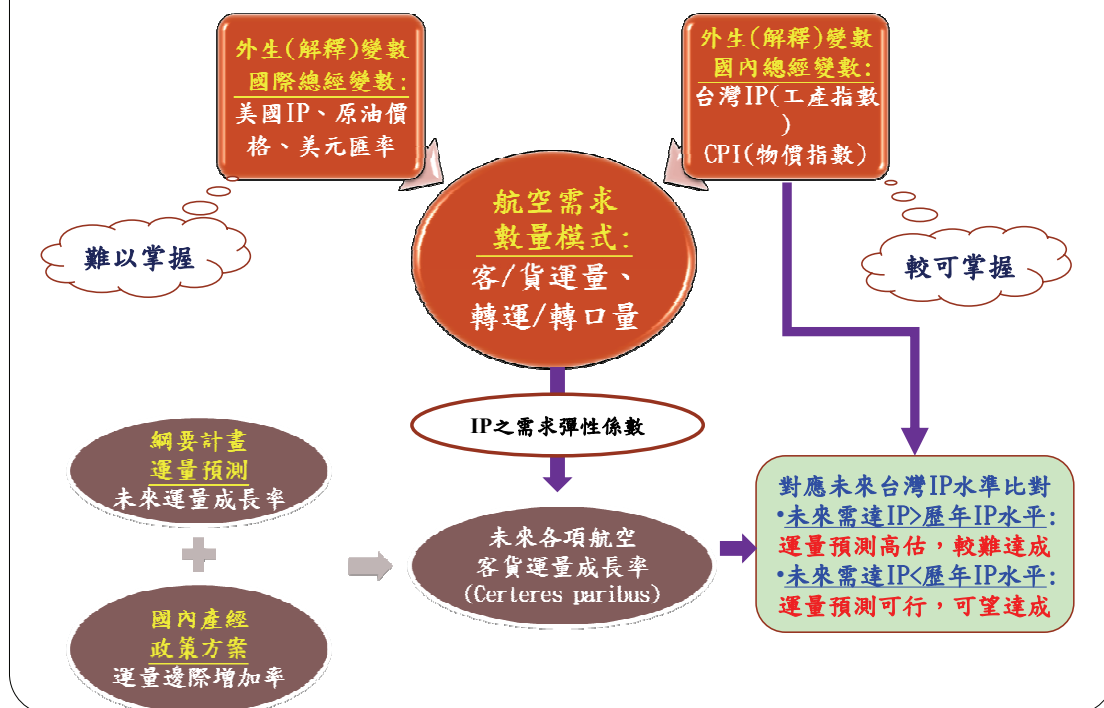 外生(解釋)變數
國際總經變數:
美國IP、原油價
格、美元匯率
外生(解釋)變數
國內總經變數:
台灣IP(工產指數
)
CPI(物價指數)
難以掌握
航空需求
數量模式:
客/貨運量、
轉運/轉口量
較可掌握
IP之需求彈性係數
綱要計畫
運量預測
未來運量成長率
國內產經
政策方案
運量邊際增加率
未來各項航空
客貨運量成長率
(Certeres paribus)
對應未來台灣IP水準比對
•未來需達IP>歷年IP水平:
運量預測高估，較難達成
•未來需達IP<歷年IP水平:
運量預測可行，可望達成